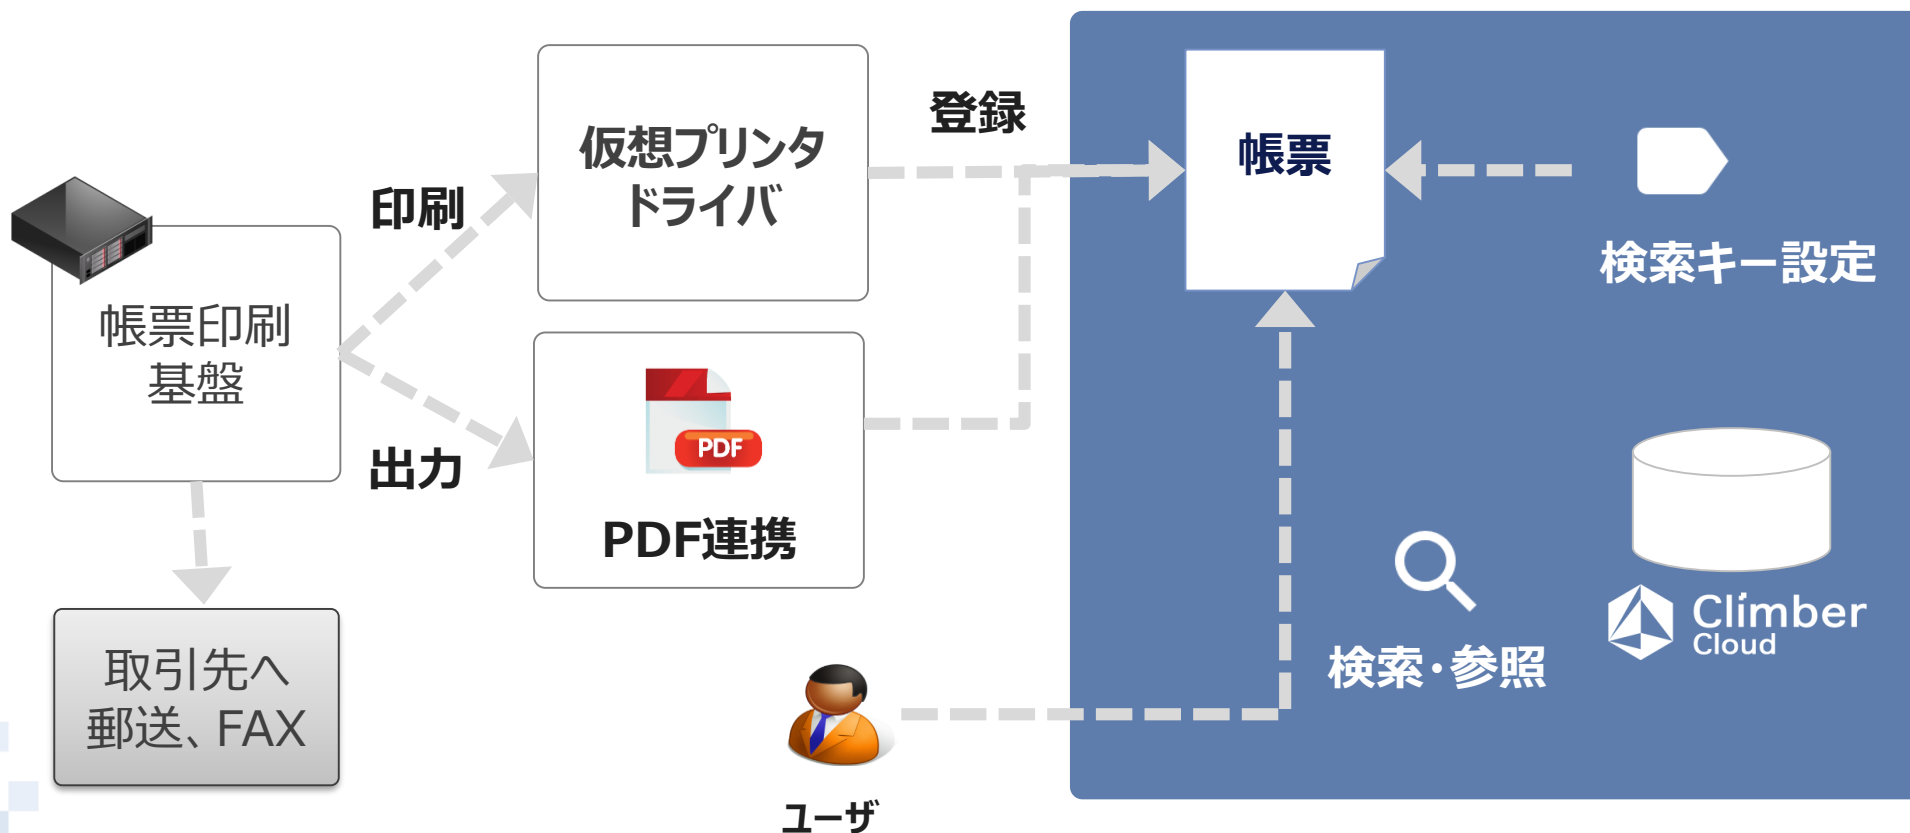 帳票印刷
基盤
取引先へ
郵送、FAX
印刷
出力
仮想プリンタ
ドライバ
PDF
PDF連携
登録
帳票
検索キー設定
検索・参照
Climber
Cloud
ユーザ